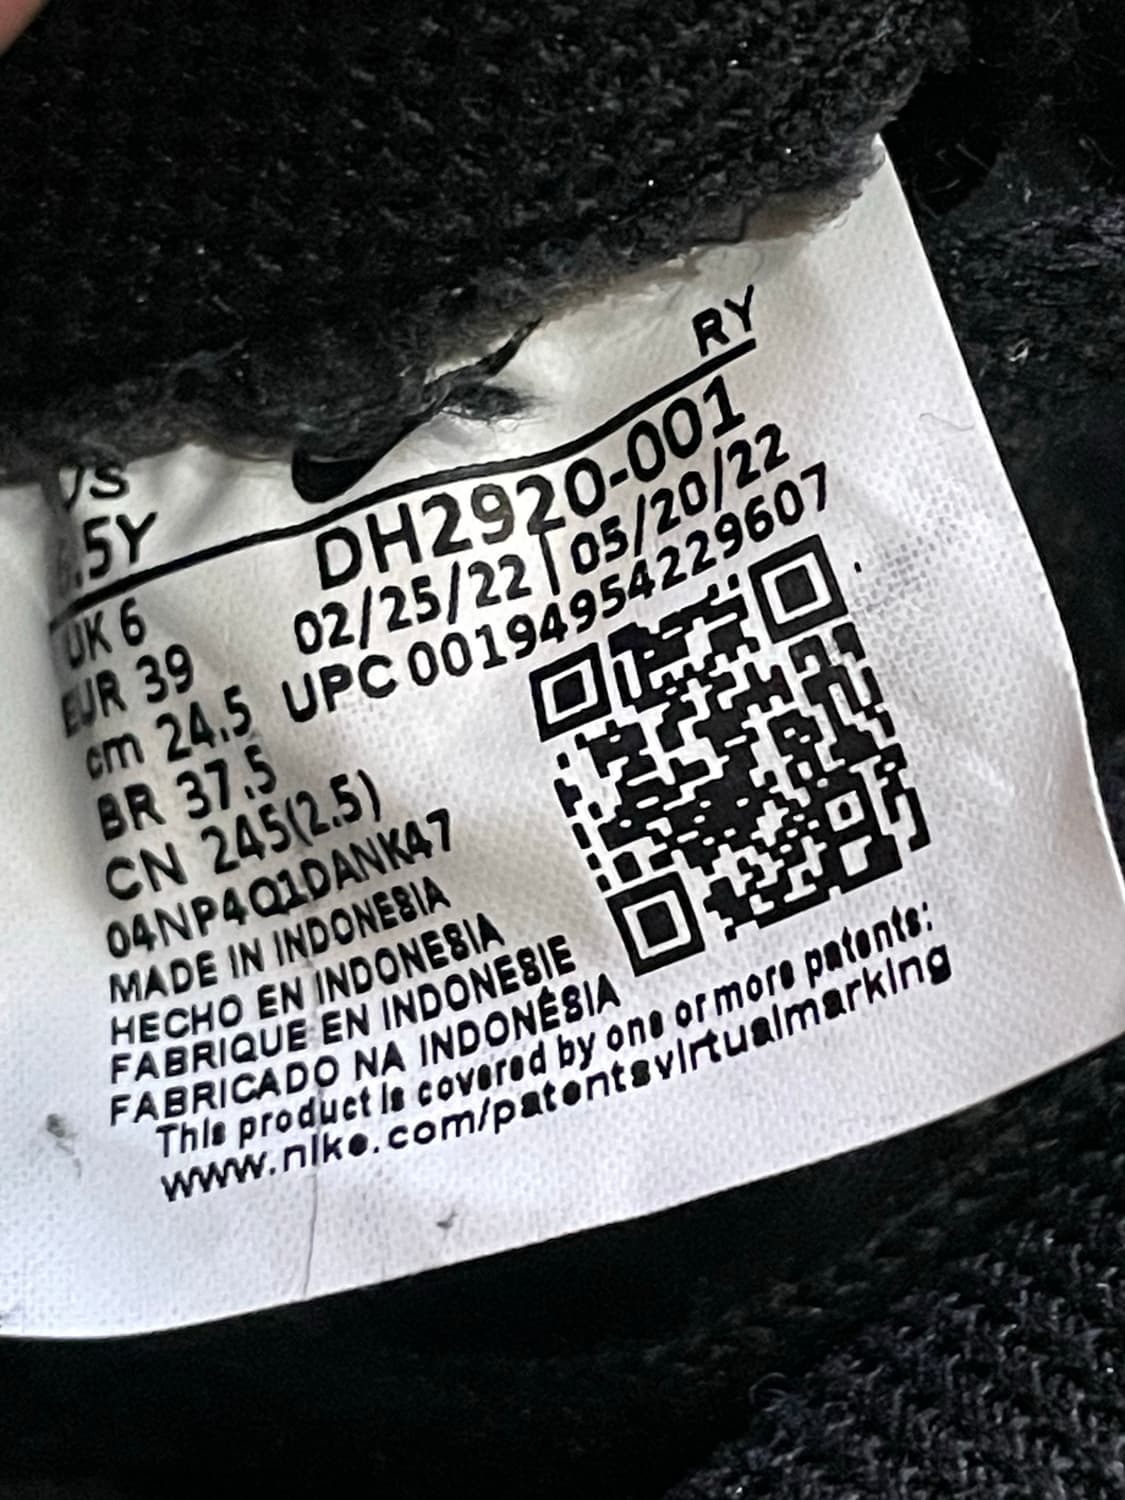 RY
US
.5Y
DH2920-001
02/25/22 | 05/20/22
UPC 00194954229607
UK 6
EUR 39
cm 24.5
BR 37.5
CN 245(2.5)
04NP4Q1DANK47
MADE IN INDONESIA
HECHO EN INDONESIA
FABRIQUE EN INDONESIE
FABRICADO NA INDONÉSIA
This product is covered by one or more patents:
www.nike.com/patentsvirtualmarking